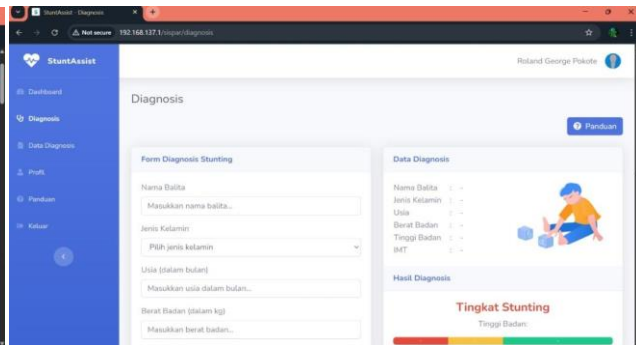 StuntAssist - Diagnosis
Not secure 192.168.137.1/sispar/diagnosis
StuntAssist
Roland George Pokote
Dashboard
Diagnosis
Data Diagnosis
Profil
Panduan
Keluar
Diagnosis
Panduan
Form Diagnosis Stunting
Nama Balita
Masukkan nama balita...
Jenis Kelamin
Pilih jenis kelamin
Usia (dalam bulan)
Masukkan usia dalam bulan...
Berat Badan (dalam kg)
Masukkan berat badan...
Data Diagnosis
Nama Balita : -
Jenis Kelamin : -
Usia : -
Berat Badan : -
Tinggi Badan : -
IMT : -
Hasil Diagnosis
Tingkat Stunting
Tinggi Badan: